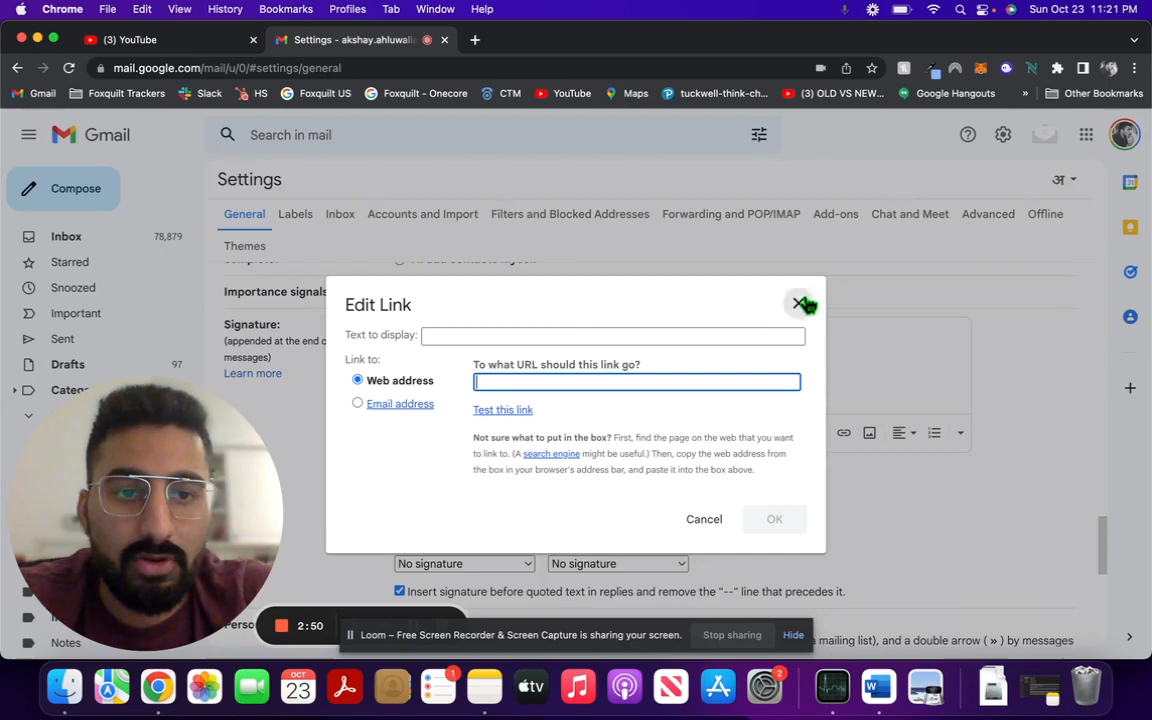 Chrome File Edit View History Bookmarks Profiles Tab Window Help Sun Oct 23 11:21 PM
(3) YouTube Settings - akshay.ahluwalia
mail.google.com/mail/u/0/#settings/general
Gmail Foxquilt Trackers Slack HS Foxquilt US Foxquilt - Onecore CTM YouTube Maps tuckwell-think-ch... (3) OLD VS NEW... Google Hangouts » Other Bookmarks
Gmail Search in mail
Compose
Settings अ
General Labels Inbox Accounts and Import Filters and Blocked Addresses Forwarding and POP/IMAP Add-ons Chat and Meet Advanced Offline
Themes
Inbox 78,879
Starred
Snoozed
Important
Sent
Drafts 97
Categ
Importance signals
Signature:
(appended at the end o
messages)
Learn more
Edit Link
Text to display:
Link to:
To what URL should this link go?
Web address
Email address
Test this link
Not sure what to put in the box? First, find the page on the web that you
want
to link to. (A search engine might be useful.) Then, copy the web address from
the box in your browser's address bar, and paste it into the box above.
Cancel OK
No signature No signature
Insert signature before quoted text in replies and remove the "--" line that precedes it.
Perso
2:50
Loom – Free Screen Recorder & Screen Capture is sharing your screen. Stop sharing Hide
a mailing list), and a double arrow ( » ) by messages
Notes
OCT
23
1
tv
2